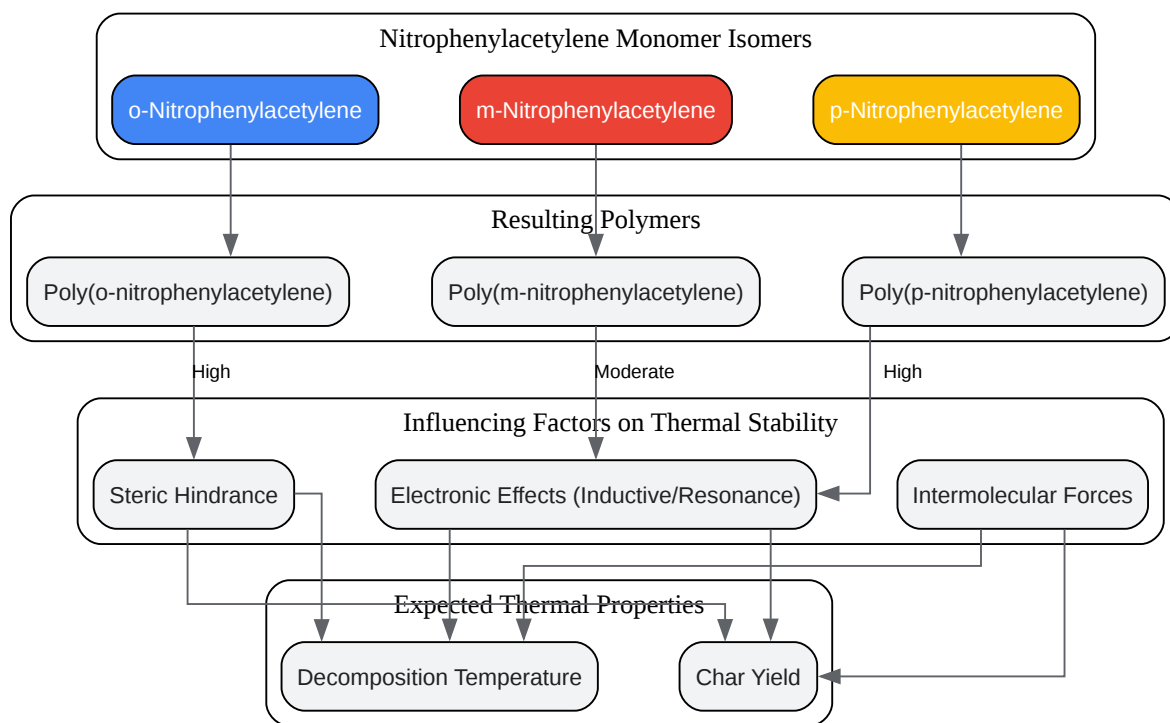 Nitrophenylacetylene Monomer Isomers
o-Nitrophenylacetylene
m-Nitrophenylacetylene
p-Nitrophenylacetylene
Resulting Polymers
Poly(o-nitrophenylacetylene)
Poly(m-nitrophenylacetylene)
Poly(p-nitrophenylacetylene)
High
Moderate
High
Influencing Factors on Thermal Stability
Steric Hindrance
Electronic Effects (Inductive/Resonance)
Intermolecular Forces
Expected Thermal Properties
Decomposition Temperature
Char Yield